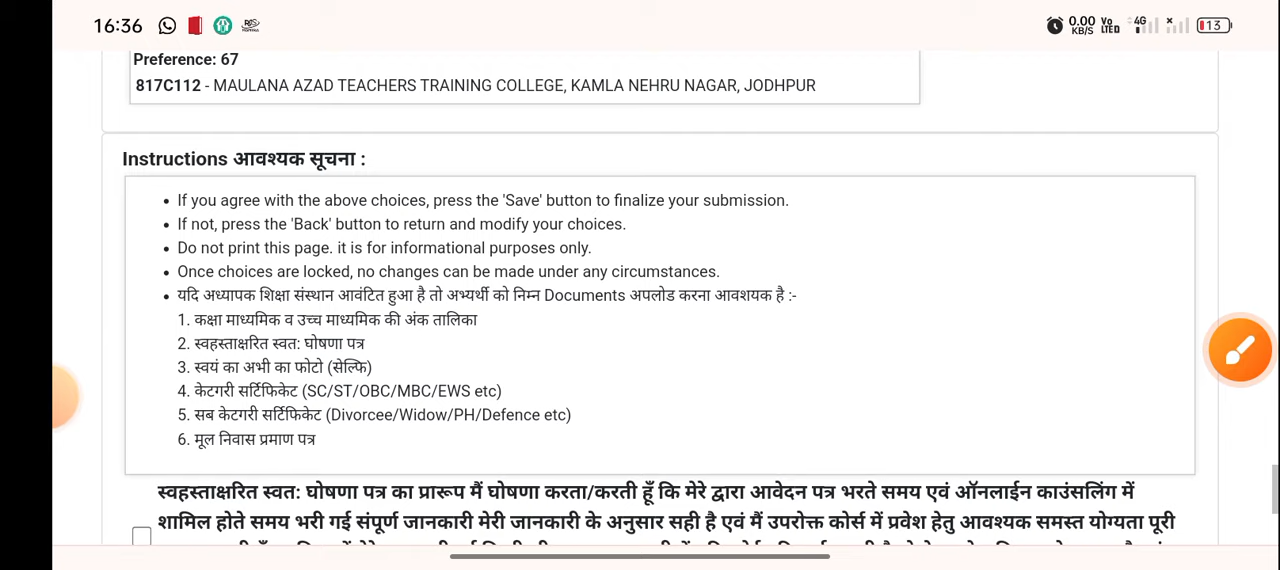 16:36 0.00 KB/S Vo LTED 4G 13
Preference: 67
817C112 - MAULANA AZAD TEACHERS TRAINING COLLEGE, KAMLA NEHRU NAGAR, JODHPUR
Instructions आवश्यक सूचना :
• If you agree with the above choices, press the 'Save' button to finalize your submission.
• If not, press the 'Back' button to return and modify your choices.
• Do not print this page. it is for informational purposes only.
• Once choices are locked, no changes can be made under any circumstances.
• यदि अध्यापक शिक्षा संस्थान आवंटित हुआ है तो अभ्यर्थी को निम्न Documents अपलोड करना आवशयक है :-
1. कक्षा माध्यमिक व उच्च माध्यमिक की अंक तालिका
2. स्वहस्ताक्षरित स्वत: घोषणा पत्र
3. स्वयं का अभी का फोटो (सेल्फि)
4. केटगरी सर्टिफिकेट (SC/ST/OBC/MBC/EWS etc)
5. सब केटगरी सर्टिफिकेट (Divorcee/Widow/PH/Defence etc)
6. मूल निवास प्रमाण पत्र
स्वहस्ताक्षरित स्वत: घोषणा पत्र का प्रारूप मैं घोषणा करता/करती हूँ कि मेरे द्वारा आवेदन पत्र भरते समय एवं ऑनलाईन काउंसलिंग में
शामिल होते समय भरी गई संपूर्ण जानकारी मेरी जानकारी के अनुसार सही है एवं मैं उपरोक्त कोर्स में प्रवेश हेतु आवश्यक समस्त योग्यता पूरी